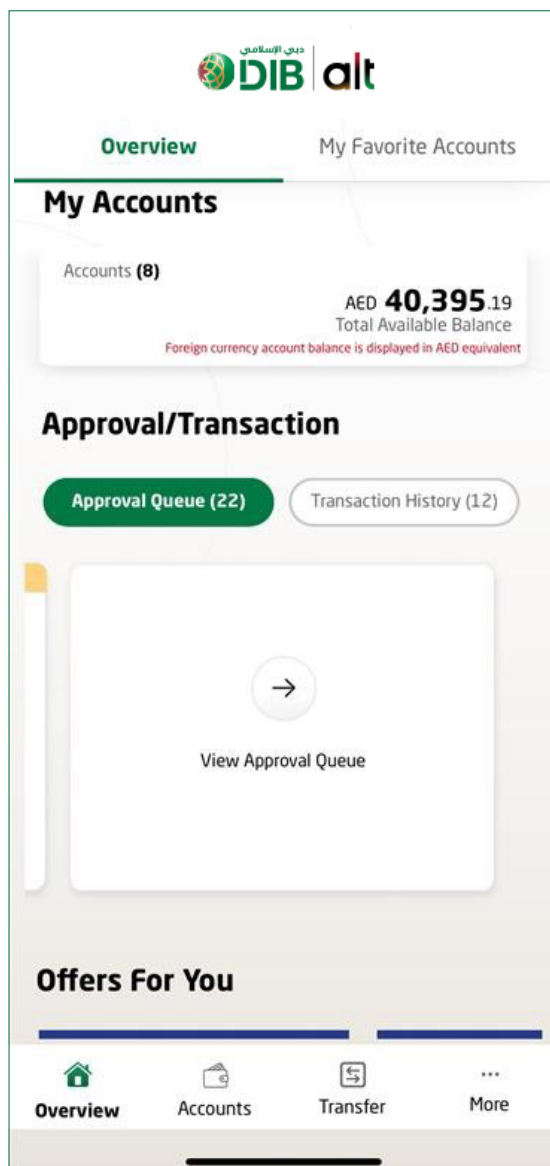 دبي الإسلامي
DIB alt
Overview My Favorite Accounts
My Accounts
Accounts (8)
AED 40,395.19
Total Available Balance
Foreign currency account balance is displayed in AED equivalent
Approval/Transaction
Approval Queue (22) Transaction History (12)
View Approval Queue
Offers For You
Overview Accounts Transfer More